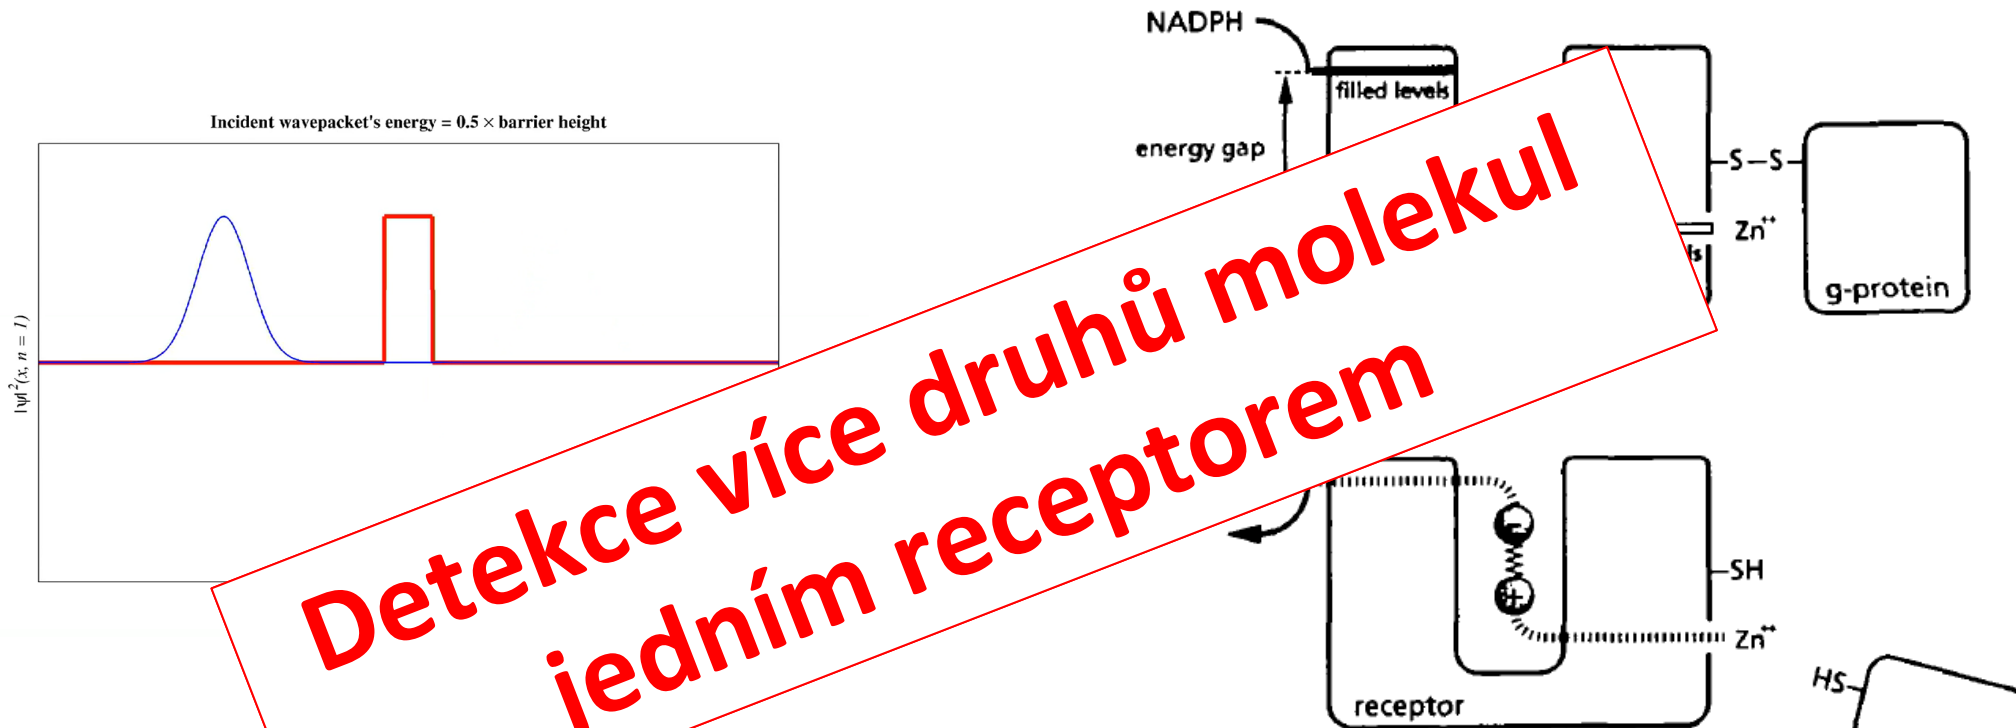 Incident wavepacket's energy = 0.5 × barrier height
|ψ|²(x, n = 1)
NADPH
filled levels
energy gap
S—S
Zn++
g-protein
Detekce více druhů molekul
jedním receptorem
SH
Zn++
HS
receptor